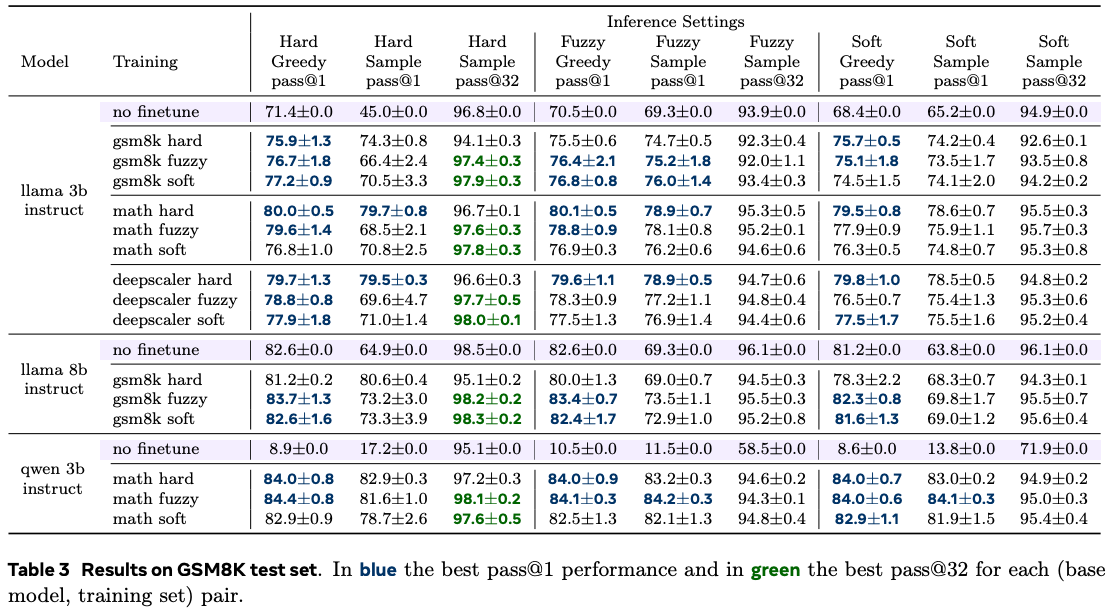 Inference Settings
Hard Hard Hard Fuzzy Fuzzy Fuzzy Soft Soft Soft
Model Training Greedy Sample Sample Greedy Sample Sample Greedy Sample Sample
pass@1 pass@1 pass@32 pass@1 pass@1 pass@32 pass@1 pass@1 pass@32
no finetune 71.4±0.0 45.0±0.0 96.8±0.0 70.5±0.0 69.3±0.0 93.9±0.0 68.4±0.0 65.2±0.0 94.9±0.0
gsm8k hard 75.9±1.3 74.3±0.8 94.1±0.3 75.5±0.6 74.7±0.5 92.3±0.4 75.7±0.5 74.2±0.4 92.6±0.1
gsm8k fuzzy 76.7±1.8 66.4±2.4 97.4±0.3 76.4±2.1 75.2±1.8 92.0±1.1 75.1±1.8 73.5±1.7 93.5±0.8
gsm8k soft 77.2±0.9 70.5±3.3 97.9±0.3 76.8±0.8 76.0±1.4 93.4±0.3 74.5±1.5 74.1±2.0 94.2±0.2
llama 3b
instruct
math hard 80.0±0.5 79.7±0.8 96.7±0.1 80.1±0.5 78.9±0.7 95.3±0.5 79.5±0.8 78.6±0.7 95.5±0.3
math fuzzy 79.6±1.4 68.5±2.1 97.6±0.3 78.8±0.9 78.1±0.8 95.2±0.1 77.9±0.9 75.9±1.1 95.7±0.3
math soft 76.8±1.0 70.8±2.5 97.8±0.3 76.9±0.3 76.2±0.6 94.6±0.6 76.3±0.5 74.8±0.7 95.3±0.8
deepscaler hard 79.7±1.3 79.5±0.3 96.6±0.3 79.6±1.1 78.9±0.5 94.7±0.6 79.8±1.0 78.5±0.5 94.8±0.2
deepscaler fuzzy 78.8±0.8 69.6±4.7 97.7±0.5 78.3±0.9 77.2±1.1 94.8±0.4 76.5±0.7 75.4±1.3 95.3±0.6
deepscaler soft 77.9±1.8 71.0±1.4 98.0±0.1 77.5±1.3 76.9±1.4 94.4±0.6 77.5±1.7 75.5±1.6 95.2±0.4
no finetune 82.6±0.0 64.9±0.0 98.5±0.0 82.6±0.0 69.3±0.0 96.1±0.0 81.2±0.0 63.8±0.0 96.1±0.0
llama 8b
instruct
gsm8k hard 81.2±0.2 80.6±0.4 95.1±0.2 80.0±1.3 69.0±0.7 94.5±0.3 78.3±2.2 68.3±0.7 94.3±0.1
gsm8k fuzzy 83.7±1.3 73.2±3.0 98.2±0.2 83.4±0.7 73.5±1.1 95.5±0.3 82.3±0.8 69.8±1.7 95.5±0.7
gsm8k soft 82.6±1.6 73.3±3.9 98.3±0.2 82.4±1.7 72.9±1.0 95.2±0.8 81.6±1.3 69.0±1.2 95.6±0.4
no finetune 8.9±0.0 17.2±0.0 95.1±0.0 10.5±0.0 11.5±0.0 58.5±0.0 8.6±0.0 13.8±0.0 71.9±0.0
qwen 3b
instruct
math hard 84.0±0.8 82.9±0.3 97.2±0.3 84.0±0.9 83.2±0.3 94.6±0.2 84.0±0.7 83.0±0.2 94.9±0.2
math fuzzy 84.4±0.8 81.6±1.0 98.1±0.2 84.1±0.3 84.2±0.3 94.3±0.1 84.0±0.6 84.1±0.3 95.0±0.3
math soft 82.9±0.9 78.7±2.6 97.6±0.5 82.5±1.3 82.1±1.3 94.8±0.4 82.9±1.1 81.9±1.5 95.4±0.4
Table 3 Results on GSM8K test set. In blue the best pass@1 performance and in green the best pass@32 for each (base
model, training set) pair.